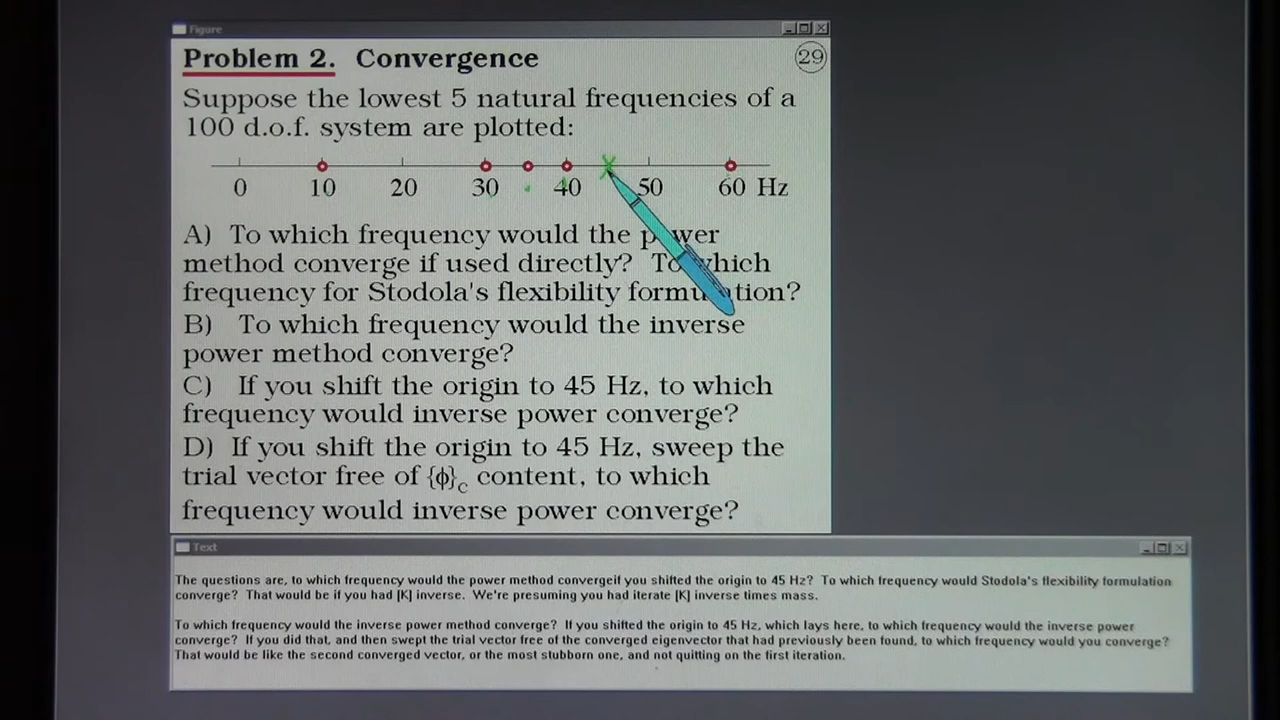 Figure
Problem 2. Convergence
29
Suppose the lowest 5 natural frequencies of a
100 d.o.f. system are plotted:
0 10 20 30 40 50 60 Hz
A) To which frequency would the power
method converge if used directly? To which
frequency for Stodola's flexibility formulation?
B) To which frequency would the inverse
power method converge?
C) If you shift the origin to 45 Hz, to which
frequency would inverse power converge?
D) If you shift the origin to 45 Hz, sweep the
trial vector free of {ϕ}c content, to which
frequency would inverse power converge?
Text
The questions are, to which frequency would the power method convergeif you shifted the origin to 45 Hz? To which frequency would Stodola's flexibility formulation
converge? That would be if you had [K] inverse. We're presuming you had iterate [K] inverse times mass.
To which frequency would the inverse power method converge? If you shifted the origin to 45 Hz, which lays here, to which frequency would the inverse power
converge? If you did that, and then swept the trial vector free of the converged eigenvector that had previously been found, to which frequency would you converge?
That would be like the second converged vector, or the most stubborn one, and not quitting on the first iteration.